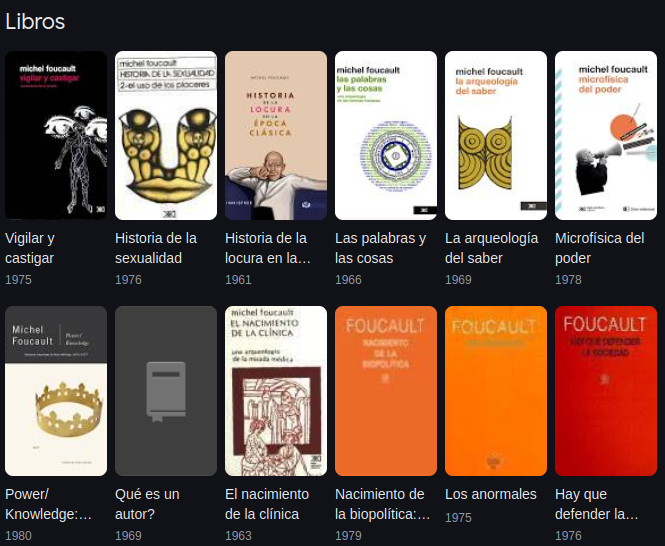 Libros
michel foucault
vigilar y castigar
michel foucault
HISTORIA DE LA SEXUALIDAD
2-el uso de los placeres
MICHEL FOUCAULT
HISTORIA
DE LA
LOCURA
EN LA
ÉPOCA
CLÁSICA
michel foucault
las palabras
y las cosas
una arqueología
de las ciencias humanas
michel foucault
la arqueología
del saber
michel foucault
microfísica
del poder
Vigilar y
castigar
1975
Historia de la
sexualidad
1976
Historia de la
locura en la...
1961
Las palabras y
las cosas
1966
La arqueología
del saber
1969
Microfísica del
poder
1978
Michel
Foucault
Power/
Knowledge
michel foucault
EL NACIMIENTO
DE LA CLÍNICA
una arqueología
de la mirada médica
FOUCAULT
NACIMIENTO
DE LA
BIOPOLÍTICA
FOUCAULT
FOUCAULT
HAY QUE DEFENDER
LA SOCIEDAD
Power/
Knowledge:...
1980
Qué es un
autor?
1969
El nacimiento
de la clínica
1963
Nacimiento de
la biopolítica:...
1979
Los anormales
1975
Hay que
defender la...
1976